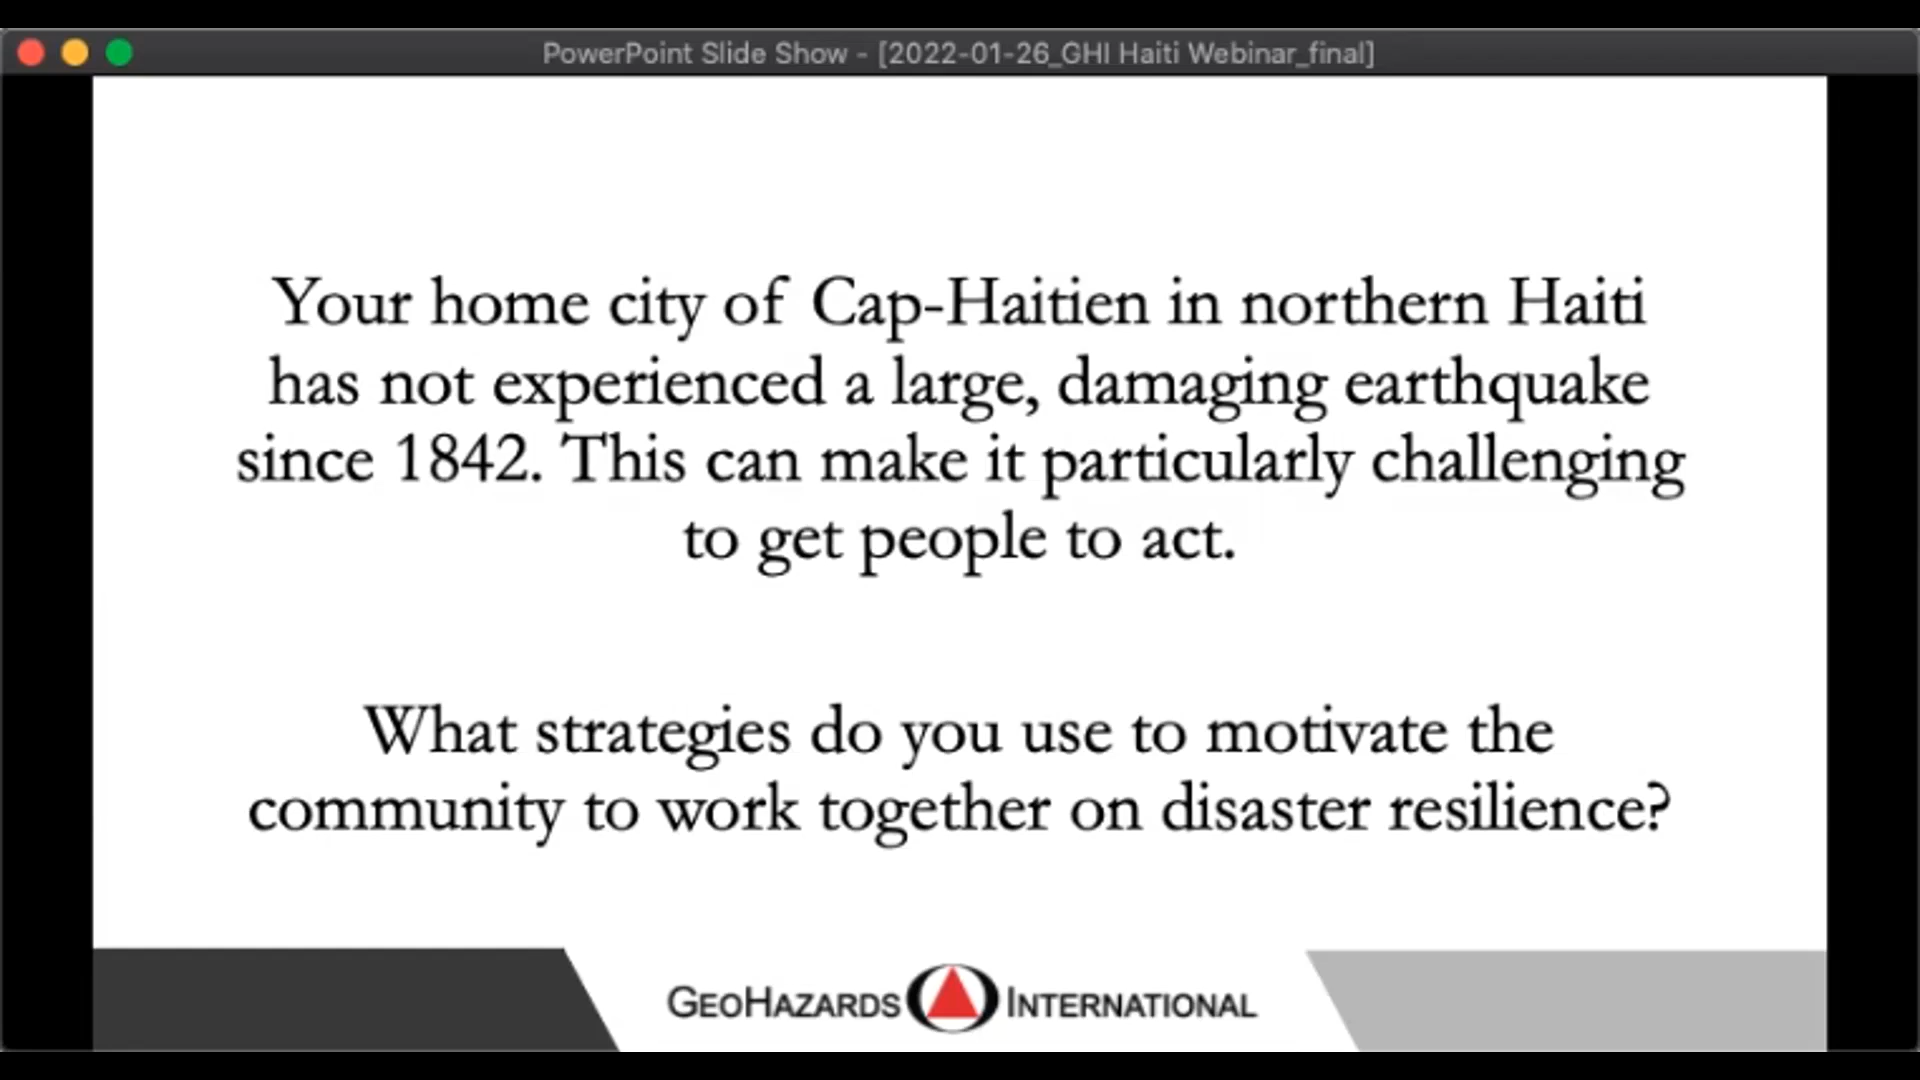 PowerPoint Slide Show - [2022-01-26_GHI Haiti Webinar_final]
Your home city of Cap-Haitien in northern Haiti
has not experienced a large, damaging earthquake
since 1842. This can make it particularly challenging
to get people to act.
What strategies do you use to motivate the
community to work together on disaster resilience?
GEOHAZARDS INTERNATIONAL